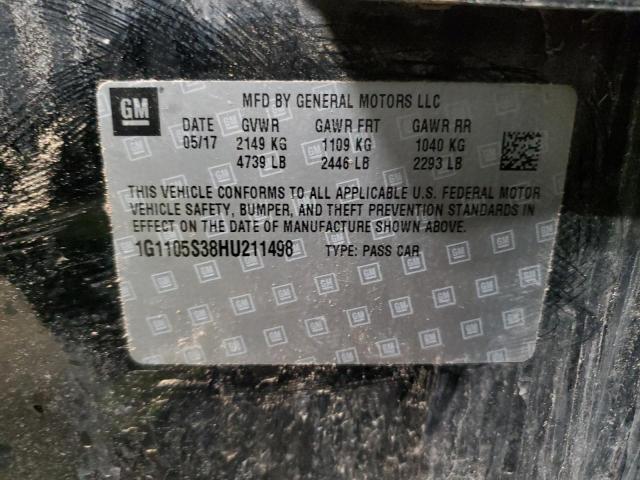 GM
MFD BY GENERAL MOTORS LLC
DATE GVWR GAWR FRT GAWR RR
05/17 2149 KG 1109 KG 1040 KG
4739 LB 2446 LB 2293 LB
THIS VEHICLE CONFORMS TO ALL APPLICABLE U.S. FEDERAL MOTOR
VEHICLE SAFETY, BUMPER, AND THEFT PREVENTION STANDARDS IN
EFFECT ON THE DATE OF MANUFACTURE SHOWN ABOVE.
1G1105S38HU211498 TYPE: PASS CAR